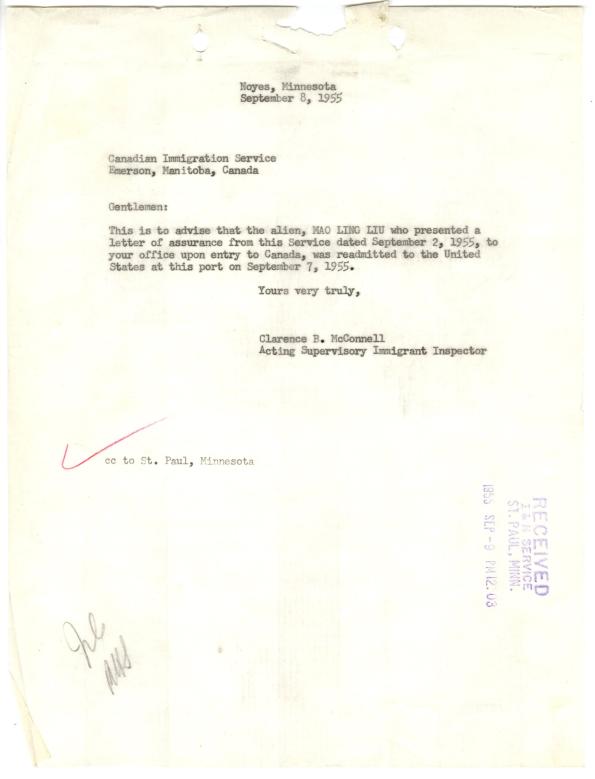 Noyes, Minnesota
September 8, 1955
Canadian Immigration Service
Emerson, Manitoba, Canada
Gentlemen:
This is to advise that the alien, MAO LING LIU who presented a
letter of assurance from this Service dated September 2, 1955, to
your office upon entry to Canada, was readmitted to the United
States at this port on September 7, 1955.
Yours very truly,
Clarence B. McConnell
Acting Supervisory Immigrant Inspector
cc to St. Paul, Minnesota
RECEIVED
I & N SERVICE
ST. PAUL, MINN.
1955 SEP -9 PM 12:03